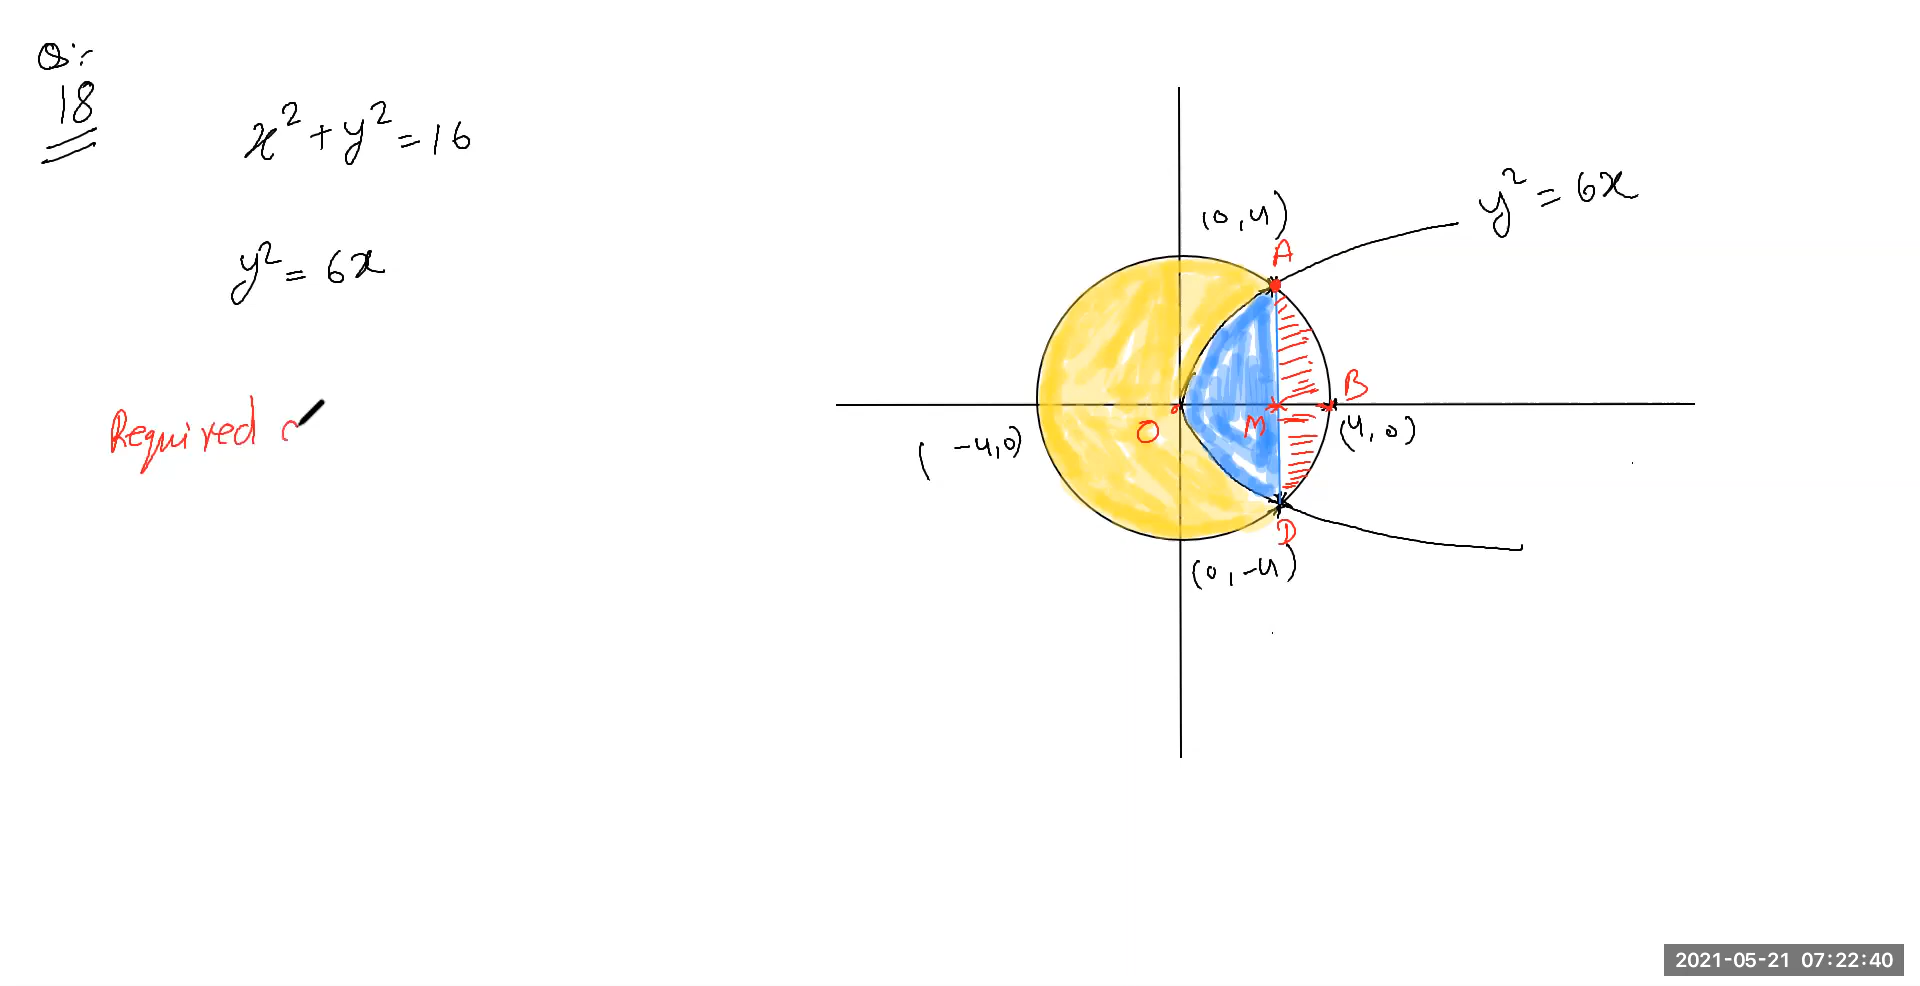 Q:-
18
x² + y² = 16
y² = 6x
Required a
y² = 6x
(0,4)
A
B
O
M
(-4,0)
(4,0)
D
(0,-4)
2021-05-21 07:22:40